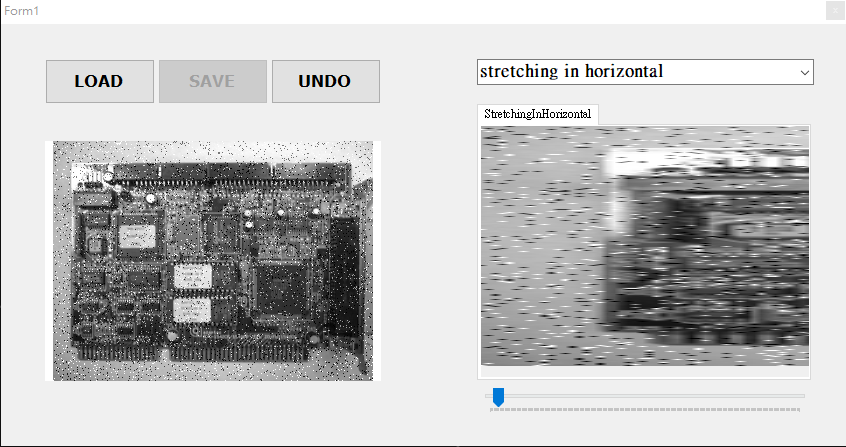 Form1
LOAD
SAVE
UNDO
stretching in horizontal
StretchingInHorizontal